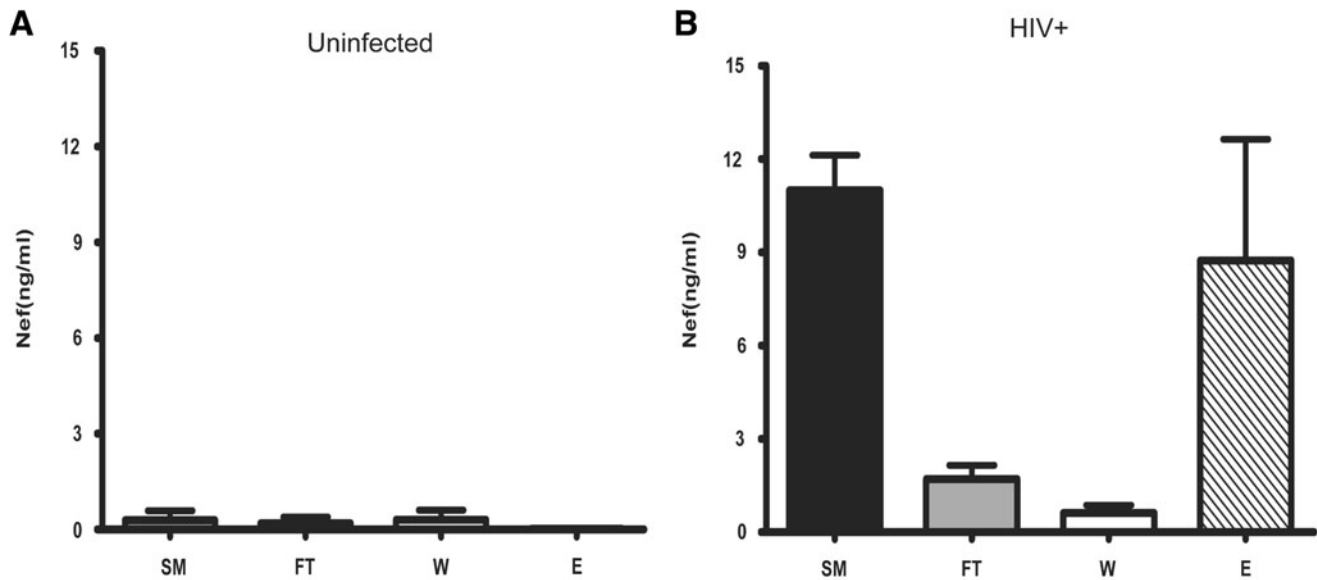 A
Uninfected
15
12
9
6
3
0
Nef(ng/ml)
SM FT W E
B
HIV+
15
12
9
6
3
0
Nef(ng/ml)
SM FT W E